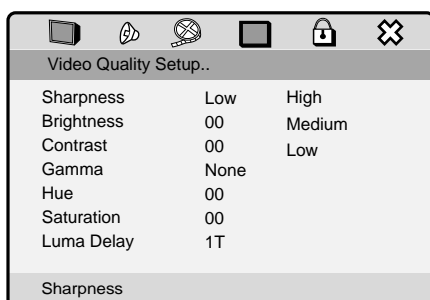 Video Quality Setup..
Sharpness Low High
Brightness 00 Medium
Contrast 00 Low
Gamma None
Hue 00
Saturation 00
Luma Delay 1T
Sharpness